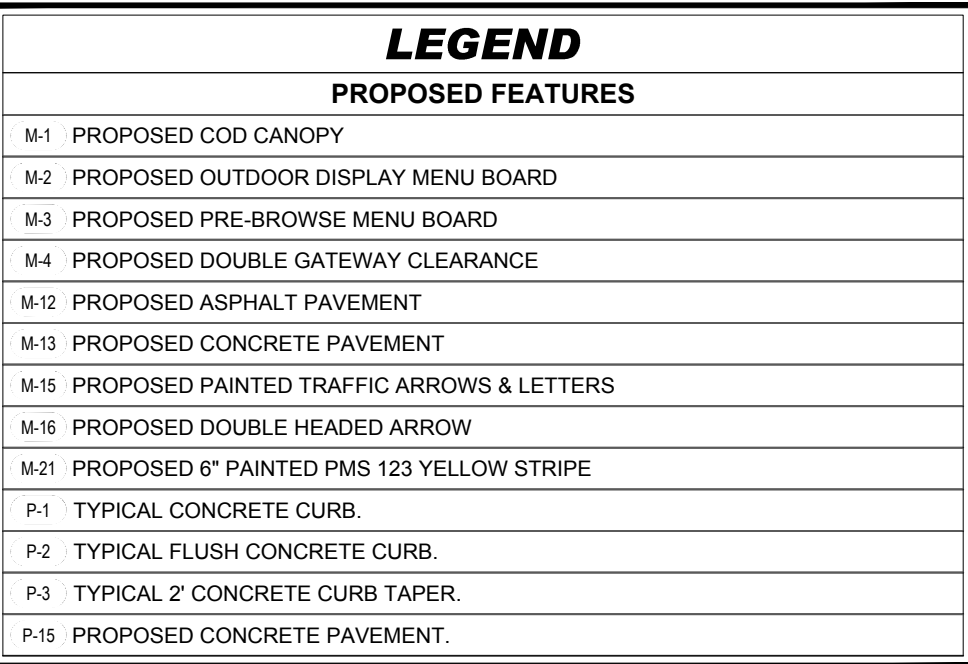 LEGEND
PROPOSED FEATURES
M-1 PROPOSED COD CANOPY
M-2 PROPOSED OUTDOOR DISPLAY MENU BOARD
M-3 PROPOSED PRE-BROWSE MENU BOARD
M-4 PROPOSED DOUBLE GATEWAY CLEARANCE
M-12 PROPOSED ASPHALT PAVEMENT
M-13 PROPOSED CONCRETE PAVEMENT
M-15 PROPOSED PAINTED TRAFFIC ARROWS & LETTERS
M-16 PROPOSED DOUBLE HEADED ARROW
M-21 PROPOSED 6" PAINTED PMS 123 YELLOW STRIPE
P-1 TYPICAL CONCRETE CURB.
P-2 TYPICAL FLUSH CONCRETE CURB.
P-3 TYPICAL 2' CONCRETE CURB TAPER.
P-15 PROPOSED CONCRETE PAVEMENT.